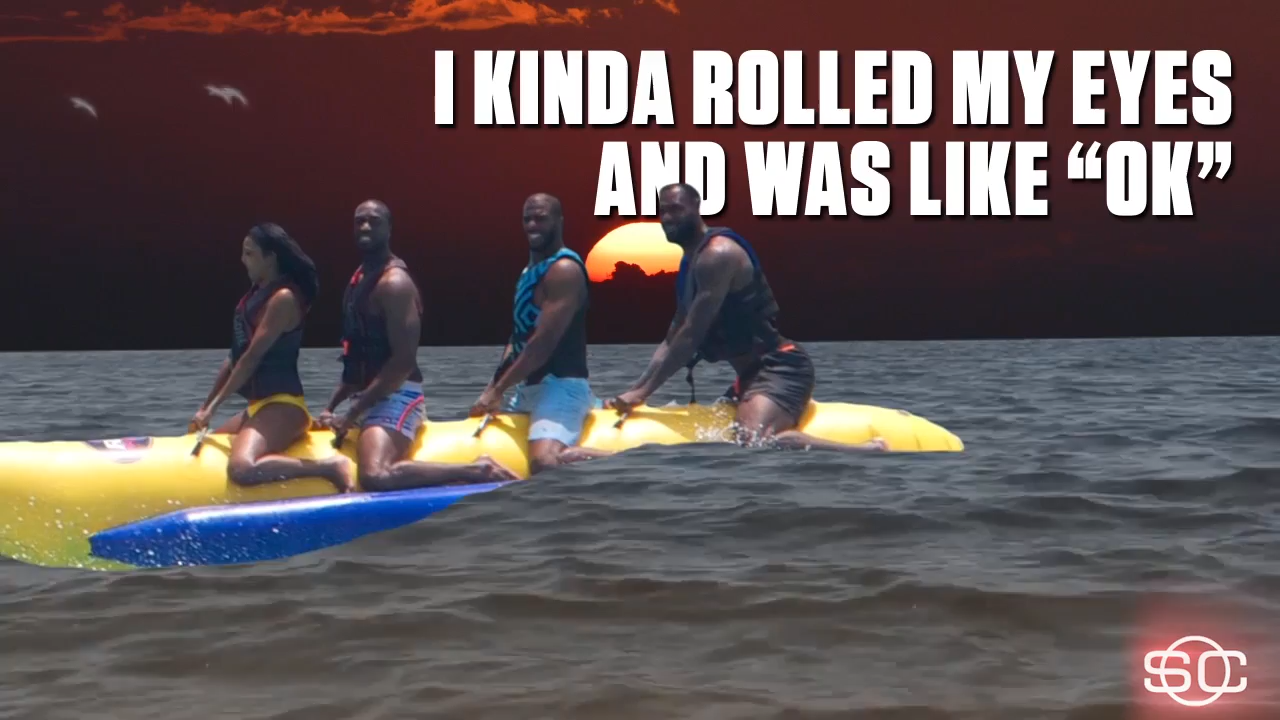 I KINDA ROLLED MY EYES
AND WAS LIKE “OK”
SC